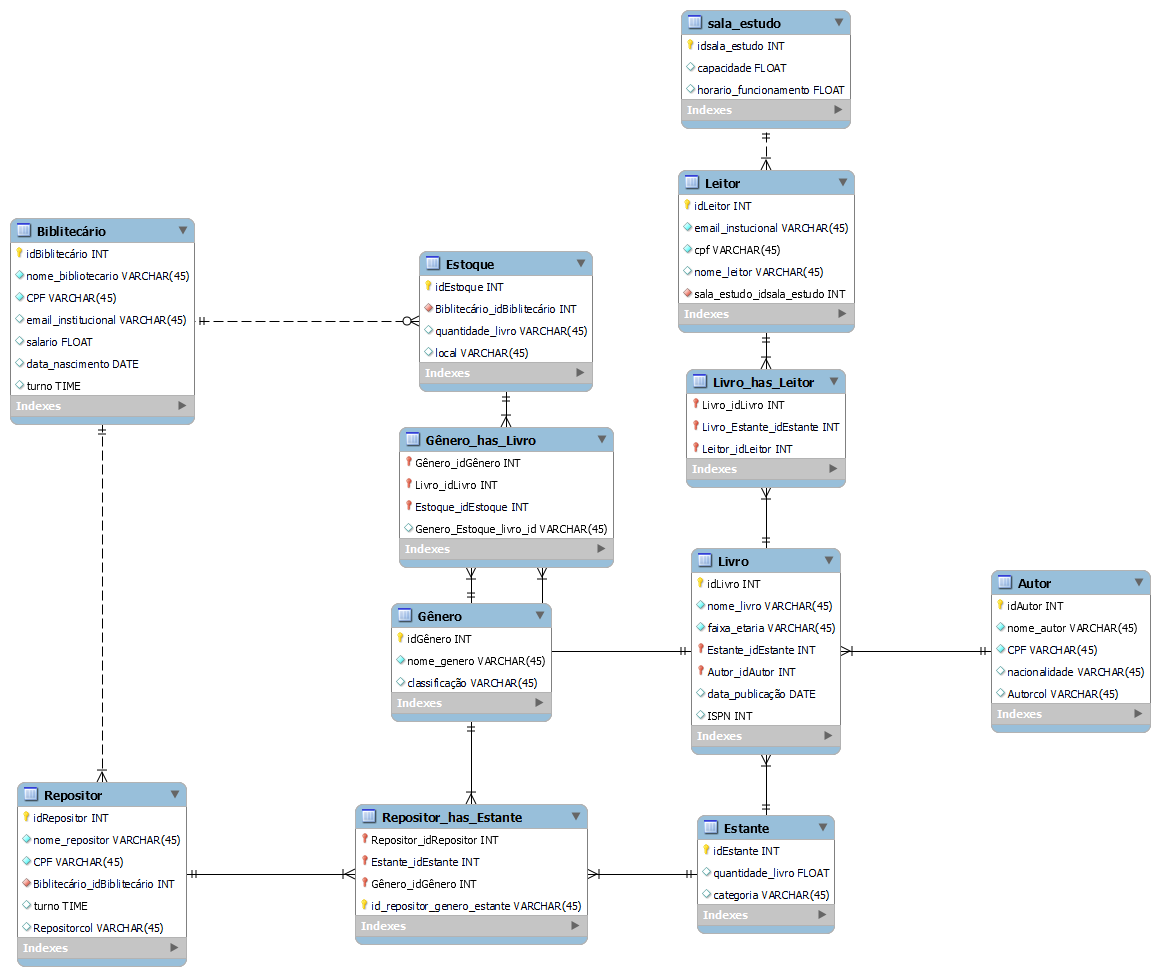 sala_estudo
idsala_estudo INT
capacidade FLOAT
horario_funcionamento FLOAT
Indexes
Leitor
idLeitor INT
email_instucional VARCHAR(45)
cpf VARCHAR(45)
nome_leitor VARCHAR(45)
sala_estudo_idsala_estudo INT
Indexes
Biblitecário
idBiblitecário INT
nome_bibliotecario VARCHAR(45)
CPF VARCHAR(45)
email_institucional VARCHAR(45)
salario FLOAT
data_nascimento DATE
turno TIME
Indexes
Estoque
idEstoque INT
Biblitecário_idBiblitecário INT
quantidade_livro VARCHAR(45)
local VARCHAR(45)
Indexes
Livro_has_Leitor
Livro_idLivro INT
Livro_Estante_idEstante INT
Leitor_idLeitor INT
Indexes
Gênero_has_Livro
Gênero_idGênero INT
Livro_idLivro INT
Estoque_idEstoque INT
Genero_Estoque_livro_id VARCHAR(45)
Indexes
Livro
idLivro INT
nome_livro VARCHAR(45)
faixa_etaria VARCHAR(45)
Estante_idEstante INT
Autor_idAutor INT
data_publicação DATE
ISPN INT
Indexes
Autor
idAutor INT
nome_autor VARCHAR(45)
CPF VARCHAR(45)
nacionalidade VARCHAR(45)
Autorcol VARCHAR(45)
Indexes
Gênero
idGênero INT
nome_genero VARCHAR(45)
classificação VARCHAR(45)
Indexes
Repositor
idRepositor INT
nome_repositor VARCHAR(45)
CPF VARCHAR(45)
Biblitecário_idBiblitecário INT
turno TIME
Repositorcol VARCHAR(45)
Indexes
Repositor_has_Estante
Repositor_idRepositor INT
Estante_idEstante INT
Gênero_idGênero INT
id_repositor_genero_estante VARCHAR(45)
Indexes
Estante
idEstante INT
quantidade_livro FLOAT
categoria VARCHAR(45)
Indexes